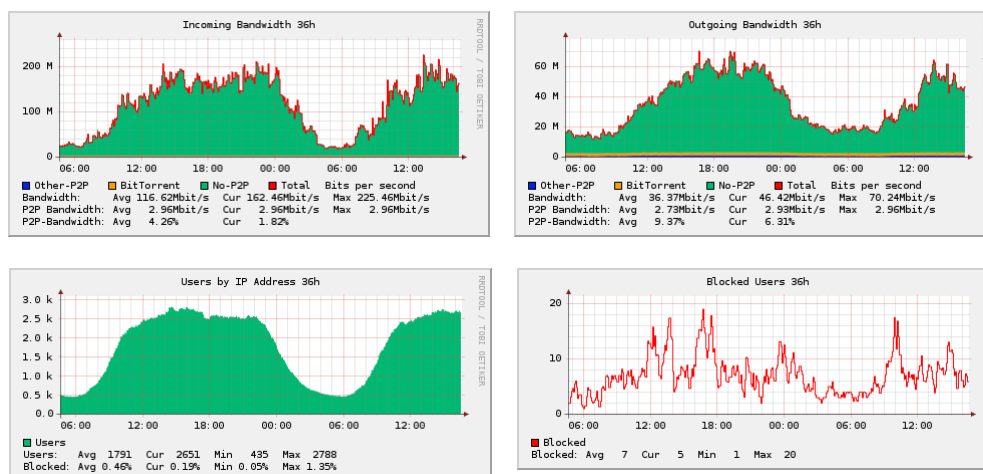 Incoming Bandwidth 36h
RRDTOOL / TOBI OETIKER
200 M
100 M
0
06:00 12:00 18:00 00:00 06:00 12:00
Other-P2P BitTorrent No-P2P Total Bits per second
Bandwidth: Avg 116.62Mbit/s Cur 162.46Mbit/s Max 225.46Mbit/s
P2P Bandwidth: Avg 2.96Mbit/s Cur 2.96Mbit/s Max 2.96Mbit/s
P2P-Bandwidth: Avg 4.26% Cur 1.82%
Outgoing Bandwidth 36h
60 M
40 M
20 M
0
06:00 12:00 18:00 00:00 06:00 12:00
Other-P2P BitTorrent No-P2P Total Bits per second
Bandwidth: Avg 36.37Mbit/s Cur 46.42Mbit/s Max 70.24Mbit/s
P2P Bandwidth: Avg 2.73Mbit/s Cur 2.93Mbit/s Max 2.96Mbit/s
P2P-Bandwidth: Avg 9.37% Cur 6.31%
Users by IP Address 36h
RRDTOOL / TOBI OETIKER
3.0 k
2.5 k
2.0 k
1.5 k
1.0 k
0.5 k
0.0
06:00 12:00 18:00 00:00 06:00 12:00
Users
Users: Avg 1791 Cur 2651 Min 435 Max 2788
Blocked: Avg 0.46% Cur 0.19% Min 0.05% Max 1.35%
Blocked Users 36h
20
10
0
06:00 12:00 18:00 00:00 06:00 12:00
Blocked
Blocked: Avg 7 Cur 5 Min 1 Max 20